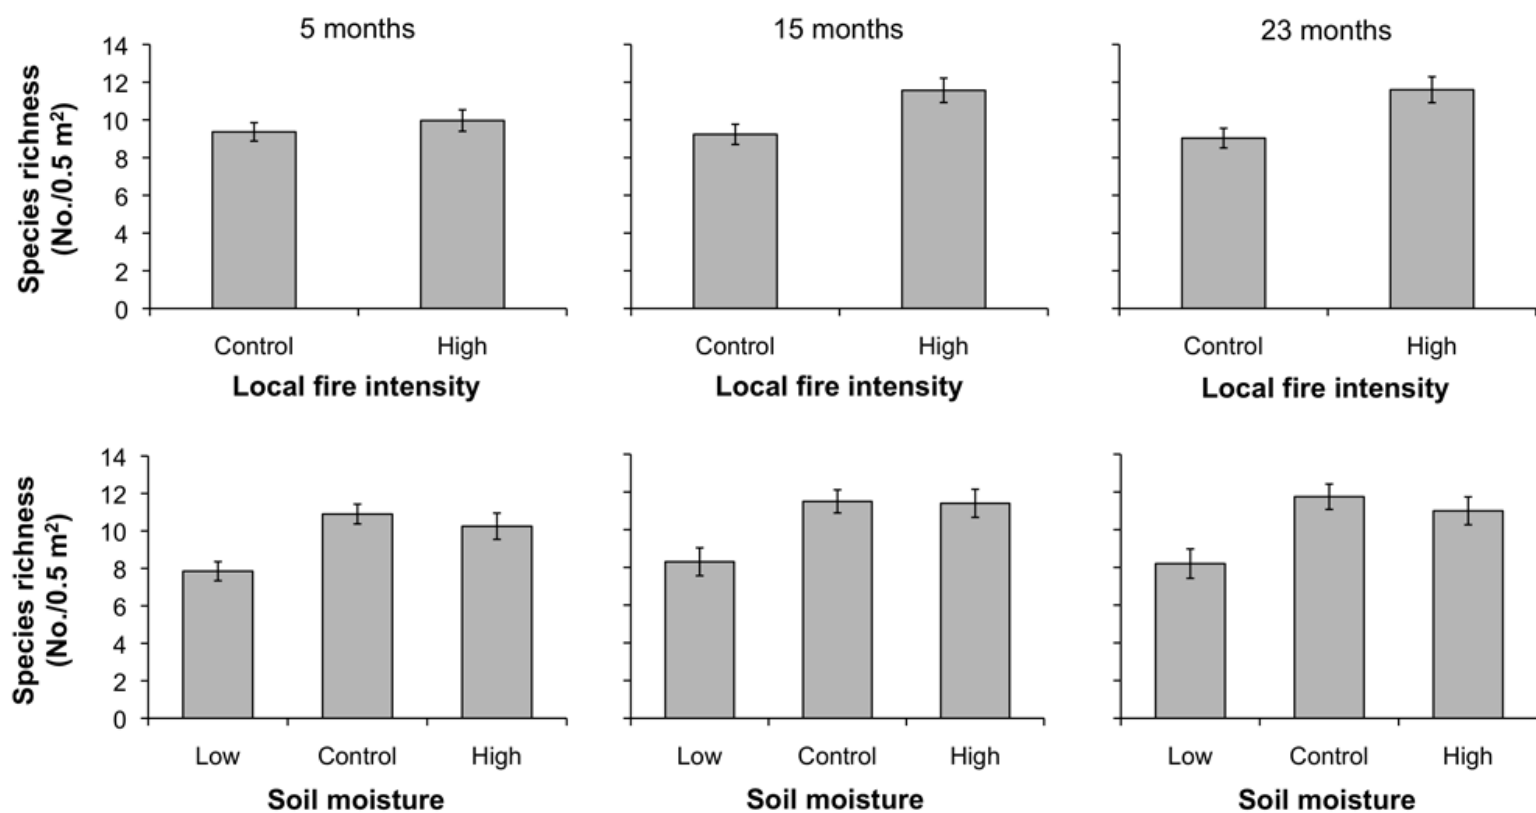 5 months
15 months
23 months
Species richness
(No./0.5 m²)
14
12
10
8
6
4
2
0
Control High
Control High
Control High
Local fire intensity
Local fire intensity
Local fire intensity
Species richness
(No./0.5 m²)
14
12
10
8
6
4
2
0
Low Control High
Low Control High
Low Control High
Soil moisture
Soil moisture
Soil moisture